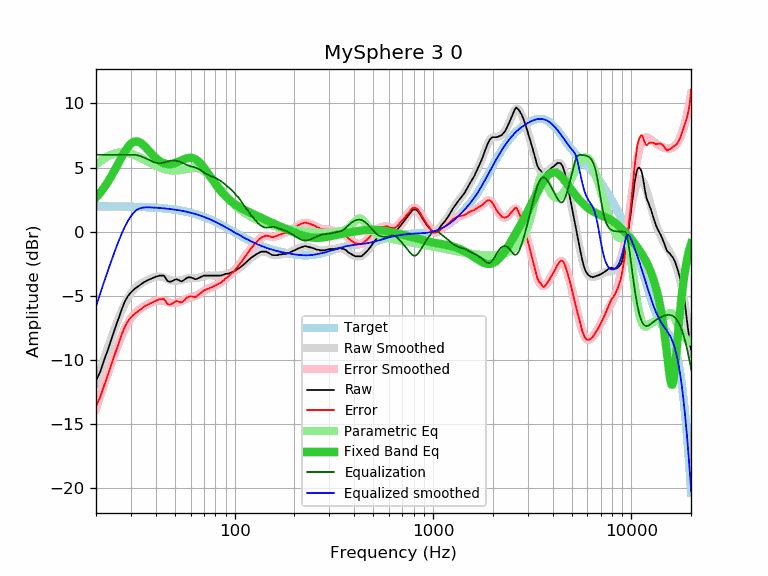 MySphere 3 0
Amplitude (dBr)
10
5
0
−5
−10
−15
−20
Target
Raw Smoothed
Error Smoothed
Raw
Error
Parametric Eq
Fixed Band Eq
Equalization
Equalized smoothed
100
1000
10000
Frequency (Hz)